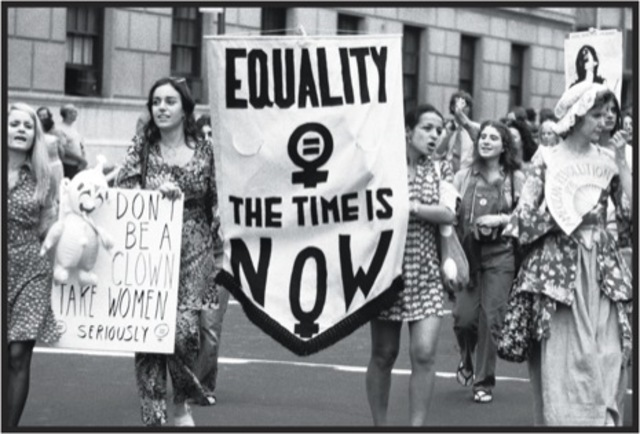 EQUALITY
=
THE TIME IS
NOW
DON'T
BE A
CLOWN
TAKE WOMEN
SERIOUSLY